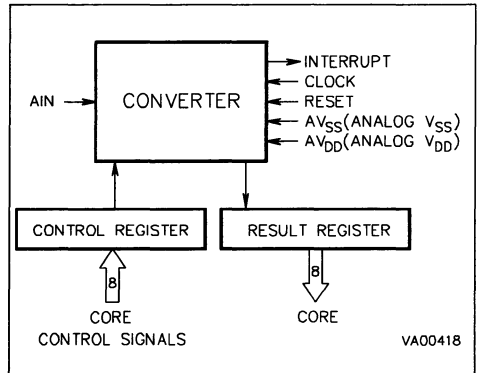 INTERRUPT
CLOCK
AIN
CONVERTER
RESET
AVSS(ANALOG VSS)
AVDD(ANALOG VDD)
CONTROL REGISTER
RESULT REGISTER
8
8
CORE
CORE
CONTROL SIGNALS
VA00418